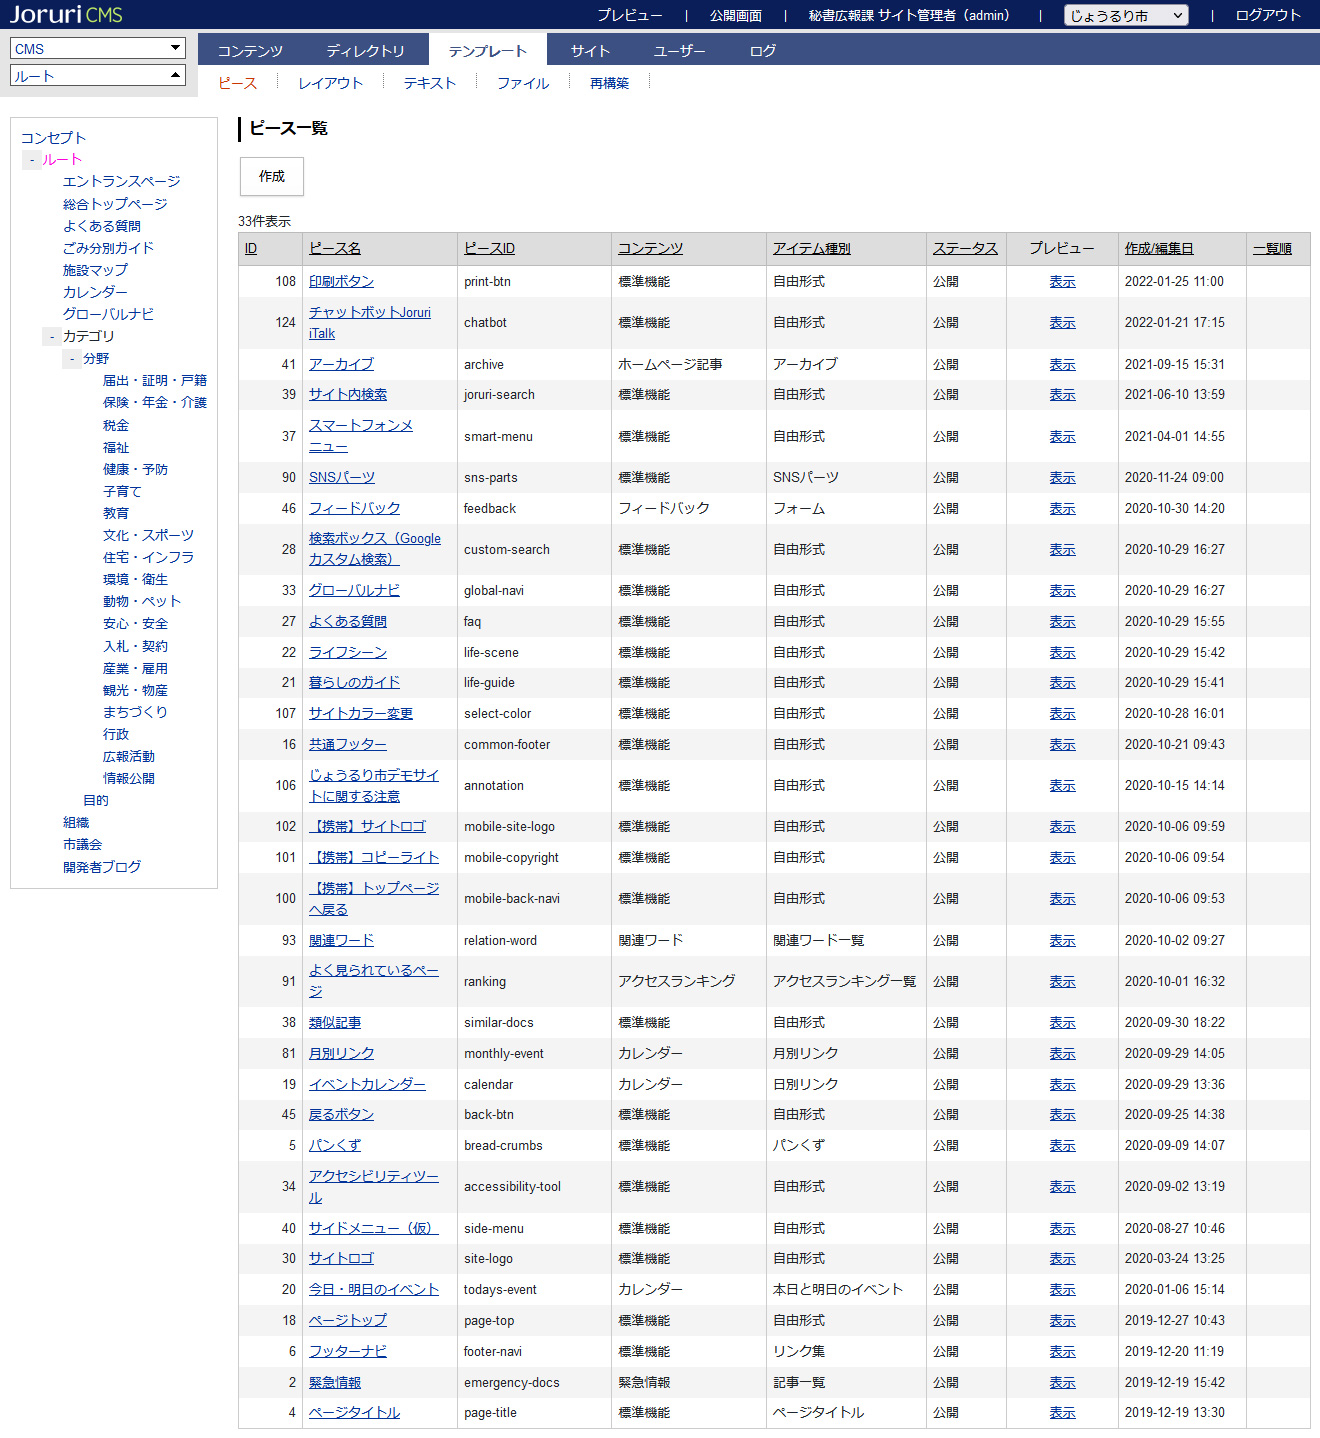 Joruri CMS
プレビュー | 公開画面 | 秘書広報課 サイト管理者（admin） | じょうるり市 | ログアウト
CMS
ルート
コンテンツ ディレクトリ テンプレート サイト ユーザー ログ
ピース レイアウト テキスト ファイル 再構築
コンセプト
- ルート
エントランスページ
総合トップページ
よくある質問
ごみ分別ガイド
施設マップ
カレンダー
グローバルナビ
- カテゴリ
- 分野
届出・証明・戸籍
保険・年金・介護
税金
福祉
健康・予防
子育て
教育
文化・スポーツ
住宅・インフラ
環境・衛生
動物・ペット
安心・安全
入札・契約
産業・雇用
観光・物産
まちづくり
行政
広報活動
情報公開
目的
組織
市議会
開発者ブログ
ピース一覧
作成
33件表示
ID ピース名 ピースID コンテンツ アイテム種別 ステータス プレビュー 作成/編集日 一覧順
108 印刷ボタン print-btn 標準機能 自由形式 公開 表示 2022-01-25 11:00
124 チャットボットJoruri iTalk chatbot 標準機能 自由形式 公開 表示 2022-01-21 17:15
41 アーカイブ archive ホームページ記事 アーカイブ 公開 表示 2021-09-15 15:31
39 サイト内検索 joruri-search 標準機能 自由形式 公開 表示 2021-06-10 13:59
37 スマートフォンメニュー smart-menu 標準機能 自由形式 公開 表示 2021-04-01 14:55
90 SNSパーツ sns-parts 標準機能 SNSパーツ 公開 表示 2020-11-24 09:00
46 フィードバック feedback フィードバック フォーム 公開 表示 2020-10-30 14:20
28 検索ボックス（Googleカスタム検索） custom-search 標準機能 自由形式 公開 表示 2020-10-29 16:27
33 グローバルナビ global-navi 標準機能 自由形式 公開 表示 2020-10-29 16:27
27 よくある質問 faq 標準機能 自由形式 公開 表示 2020-10-29 15:55
22 ライフシーン life-scene 標準機能 自由形式 公開 表示 2020-10-29 15:42
21 暮らしのガイド life-guide 標準機能 自由形式 公開 表示 2020-10-29 15:41
107 サイトカラー変更 select-color 標準機能 自由形式 公開 表示 2020-10-28 16:01
16 共通フッター common-footer 標準機能 自由形式 公開 表示 2020-10-21 09:43
106 じょうるり市デモサイトに関する注意 annotation 標準機能 自由形式 公開 表示 2020-10-15 14:14
102 【携帯】サイトロゴ mobile-site-logo 標準機能 自由形式 公開 表示 2020-10-06 09:59
101 【携帯】コピーライト mobile-copyright 標準機能 自由形式 公開 表示 2020-10-06 09:54
100 【携帯】トップページへ戻る mobile-back-navi 標準機能 自由形式 公開 表示 2020-10-06 09:53
93 関連ワード relation-word 関連ワード 関連ワード一覧 公開 表示 2020-10-02 09:27
91 よく見られているページ ranking アクセスランキング アクセスランキング一覧 公開 表示 2020-10-01 16:32
38 類似記事 similar-docs 標準機能 自由形式 公開 表示 2020-09-30 18:22
81 月別リンク monthly-event カレンダー 月別リンク 公開 表示 2020-09-29 14:05
19 イベントカレンダー calendar カレンダー 日別リンク 公開 表示 2020-09-29 13:36
45 戻るボタン back-btn 標準機能 自由形式 公開 表示 2020-09-25 14:38
5 パンくず bread-crumbs 標準機能 パンくず 公開 表示 2020-09-09 14:07
34 アクセシビリティツール accessibility-tool 標準機能 自由形式 公開 表示 2020-09-02 13:19
40 サイドメニュー（仮） side-menu 標準機能 自由形式 公開 表示 2020-08-27 10:46
30 サイトロゴ site-logo 標準機能 自由形式 公開 表示 2020-03-24 13:25
20 今日・明日のイベント todays-event カレンダー 本日と明日のイベント 公開 表示 2020-01-06 15:14
18 ページトップ page-top 標準機能 自由形式 公開 表示 2019-12-27 10:43
6 フッターナビ footer-navi 標準機能 リンク集 公開 表示 2019-12-20 11:19
2 緊急情報 emergency-docs 緊急情報 記事一覧 公開 表示 2019-12-19 15:42
4 ページタイトル page-title 標準機能 ページタイトル 公開 表示 2019-12-19 13:30